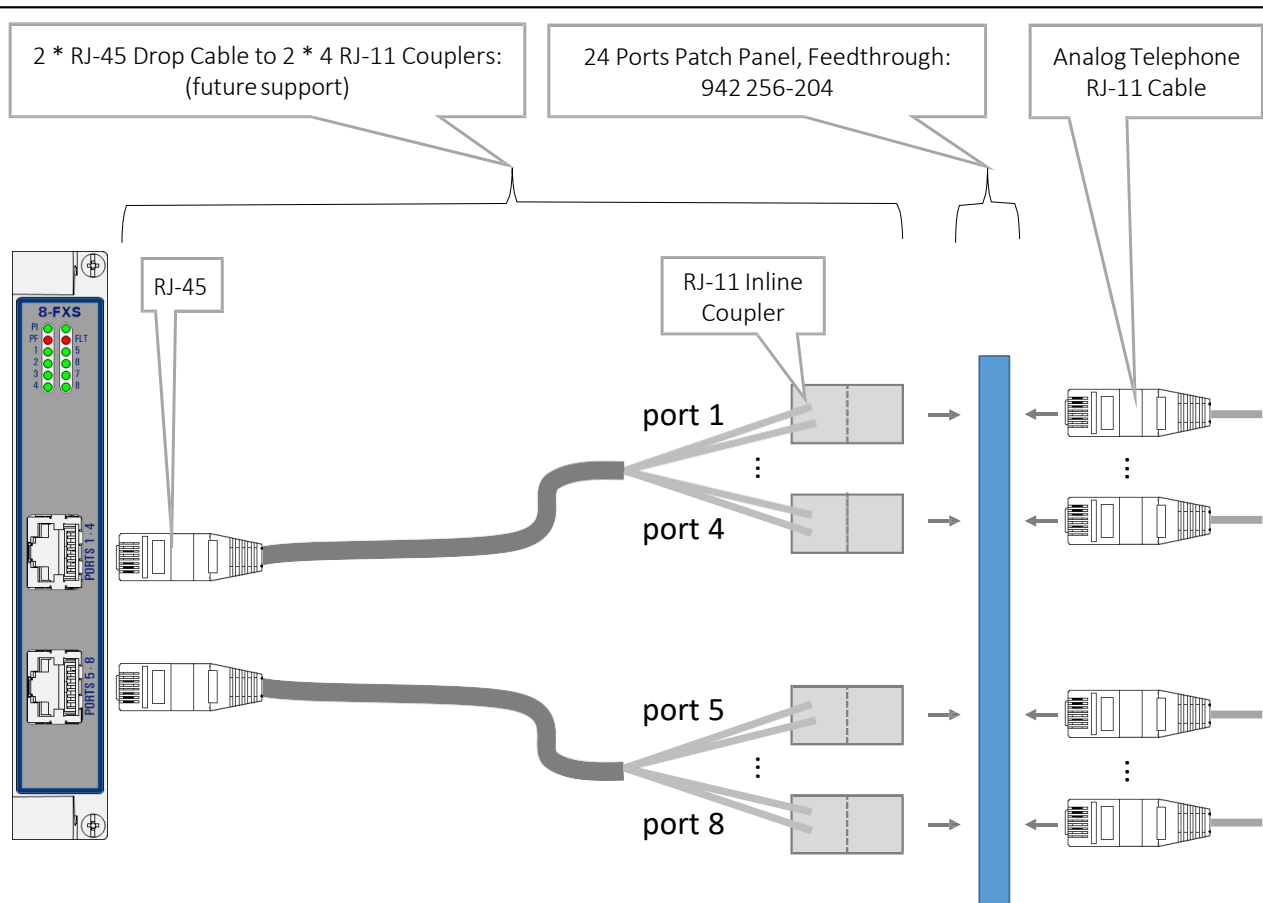 2 * RJ-45 Drop Cable to 2 * 4 RJ-11 Couplers:
(future support)
24 Ports Patch Panel, Feedthrough:
942 256-204
Analog Telephone
RJ-11 Cable
RJ-45
RJ-11 Inline
Coupler
8-FXS
PI
PF FLT
1 5
2 6
3 7
4 8
PORTS 1 - 4
PORTS 5 - 8
port 1
...
port 4
port 5
...
port 8
...
...